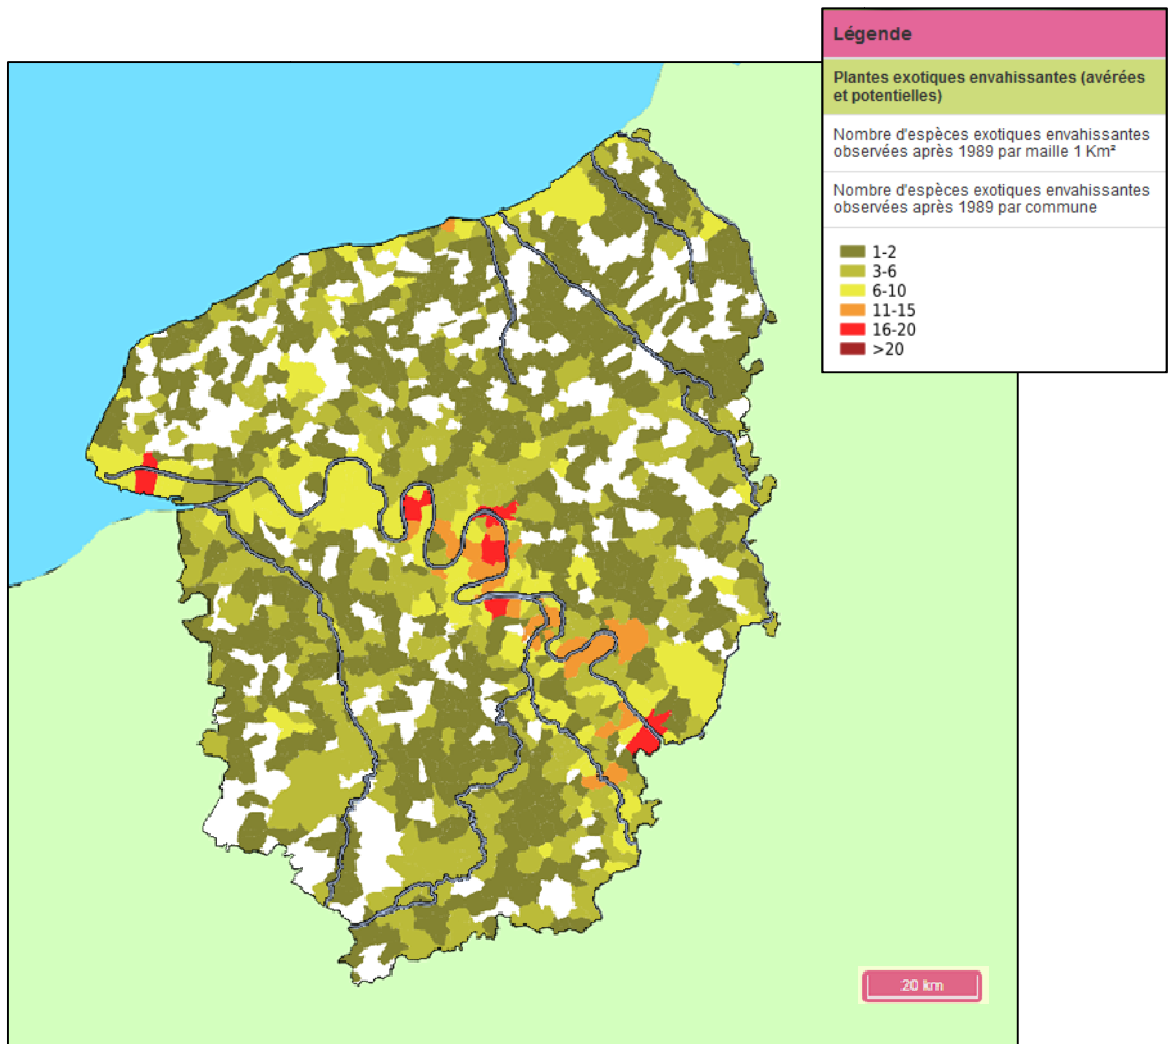 Légende
Plantes exotiques envahissantes (avérées
et potentielles)
Nombre d'espèces exotiques envahissantes
observées après 1989 par maille 1 Km²
Nombre d'espèces exotiques envahissantes
observées après 1989 par commune
1-2
3-6
6-10
11-15
16-20
>20
20 km